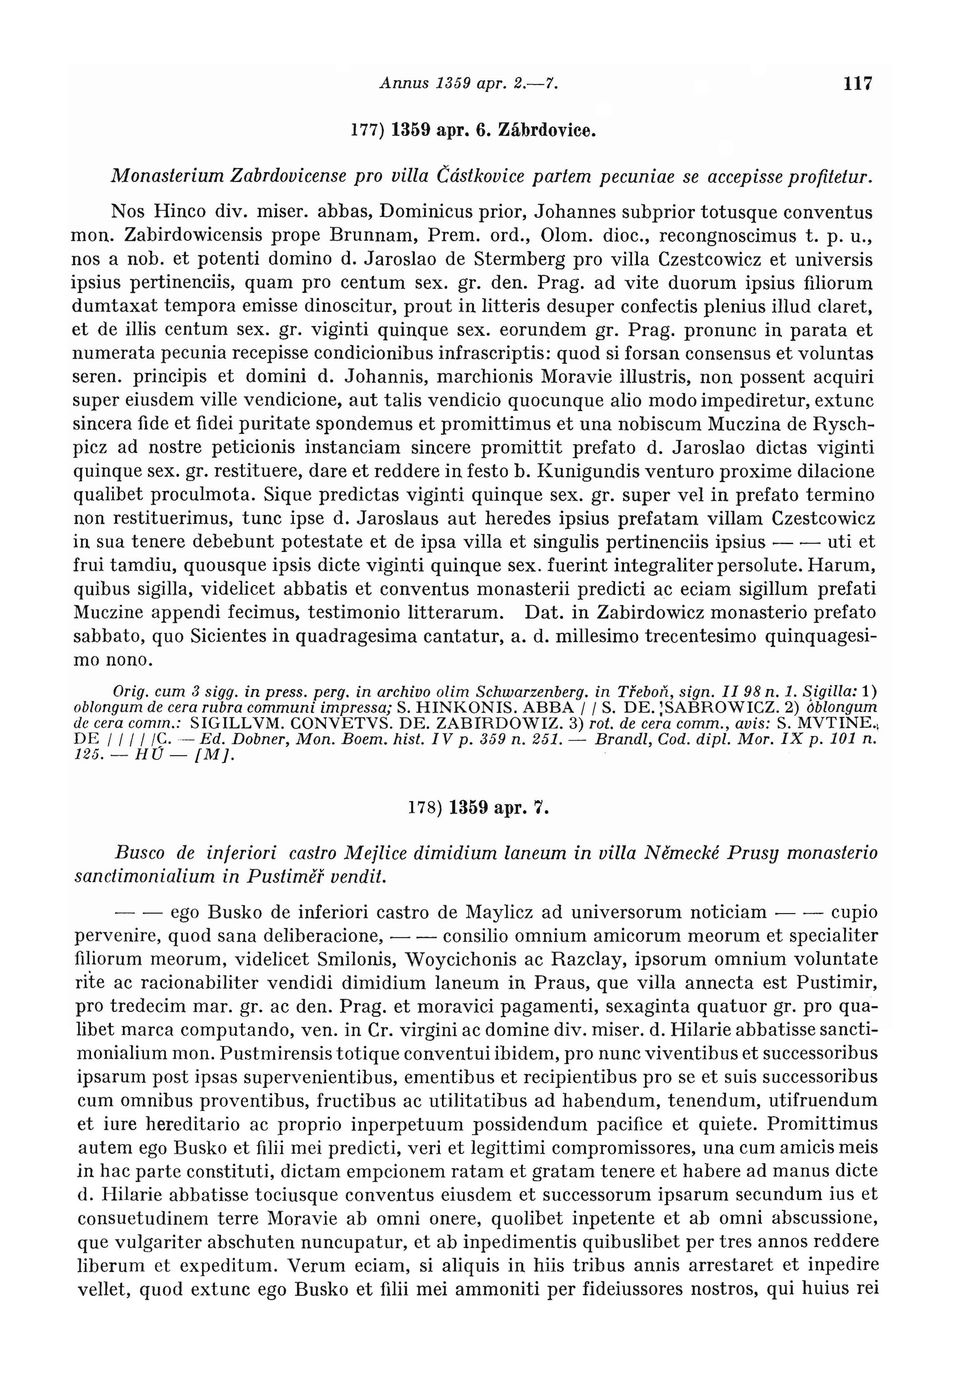 Annus 1359 apr. 2.—7. 117
177) 1359 apr. 6. Zábrdovice.
Monasterium Zabrdovicense pro villa Částkovice partem pecuniae se accepisse profitetur.
Nos Hinco div. miser. abbas, Dominicus prior, Johannes subprior totusque conventus
mon. Zabirdowicensis prope Brunnam, Prem. ord., Olom. dioc., recongnoscimus t. p. u.,
nos a nob. et potenti domino d. Jaroslao de Stermberg pro villa Czestcowicz et universis
ipsius pertinenciis, quam pro centum sex. gr. den. Prag. ad vite duorum ipsius filiorum
dumtaxat tempora emisse dinoscitur, prout in litteris desuper confectis plenius illud claret,
et de illis centum sex. gr. viginti quinque sex. eorundem gr. Prag. pronunc in parata et
numerata pecunia recepisse condicionibus infrascriptis: quod si forsan consensus et voluntas
seren. principis et domini d. Johannis, marchionis Moravie illustris, non possent acquiri
super eiusdem ville vendicione, aut talis vendicio quocunque alio modo impediretur, extunc
sincera fide et fidei puritate spondemus et promittimus et una nobiscum Muczina de Rysch-
picz ad nostre peticionis instanciam sincere promittit prefato d. Jaroslao dictas viginti
quinque sex. gr. restituere, dare et reddere in festo b. Kunigundis venturo proxime dilacione
qualibet proculmota. Sique predictas viginti quinque sex. gr. super vel in prefato termino
non restituerimus, tunc ipse d. Jaroslaus aut heredes ipsius prefatam villam Czestcowicz
in sua tenere debebunt potestate et de ipsa villa et singulis pertinenciis ipsius — — uti et
frui tamdiu, quousque ipsis dicte viginti quinque sex. fuerint integraliter persolute. Harum,
quibus sigilla, videlicet abbatis et conventus monasterii predicti ac eciam sigillum prefati
Muczine appendi fecimus, testimonio litterarum. Dat. in Zabirdowicz monasterio prefato
sabbato, quo Sicientes in quadragesima cantatur, a. d. millesimo trecentesimo quinquagesi-
mo nono.
Orig. cum 3 sigg. in press. perg. in archivo olim Schwarzenberg. in Třeboň, sign. II 98 n. 1. Sigilla: 1)
oblongum de cera rubra communi impressa; S. HINKONIS. ABBA / / S. DE. ¦SABROWICZ. 2) oblongum
de cera comm.: SIGILLVM. CONVETVS. DE. ZABIRDOWIZ. 3) rot. de cera comm., avis: S. MVTINE.
DE / / / / /C. — Ed. Dobner, Mon. Boem. hist. IV p. 359 n. 251. — Brandl, Cod. dipl. Mor. IX p. 101 n.
125. — HÚ — [M].
178) 1359 apr. 7.
Busco de inferiori castro Mejlice dimidium laneum in villa Německé Prusy monasterio
sanctimonialium in Pustiměř vendit.
— — ego Busko de inferiori castro de Maylicz ad universorum noticiam — — cupio
pervenire, quod sana deliberacione, — — consilio omnium amicorum meorum et specialiter
filiorum meorum, videlicet Smilonis, Woycichonis ac Razclay, ipsorum omnium voluntate
rite ac racionabiliter vendidi dimidium laneum in Praus, que villa annecta est Pustimir,
pro tredecim mar. gr. ac den. Prag. et moravici pagamenti, sexaginta quatuor gr. pro qua-
libet marca computando, ven. in Cr. virgini ac domine div. miser. d. Hilarie abbatisse sancti-
monialium mon. Pustmirensis totique conventui ibidem, pro nunc viventibus et successoribus
ipsarum post ipsas supervenientibus, ementibus et recipientibus pro se et suis successoribus
cum omnibus proventibus, fructibus ac utilitatibus ad habendum, tenendum, utifruendum
et iure hereditario ac proprio inperpetuum possidendum pacifice et quiete. Promittimus
autem ego Busko et filii mei predicti, veri et legittimi compromissores, una cum amicis meis
in hac parte constituti, dictam empcionem ratam et gratam tenere et habere ad manus dicte
d. Hilarie abbatisse tociusque conventus eiusdem et successorum ipsarum secundum ius et
consuetudinem terre Moravie ab omni onere, quolibet inpetente et ab omni abscussione,
que vulgariter abschuten nuncupatur, et ab inpedimentis quibuslibet per tres annos reddere
liberum et expeditum. Verum eciam, si aliquis in hiis tribus annis arrestaret et inpedire
vellet, quod extunc ego Busko et filii mei ammoniti per fideiussores nostros, qui huius rei